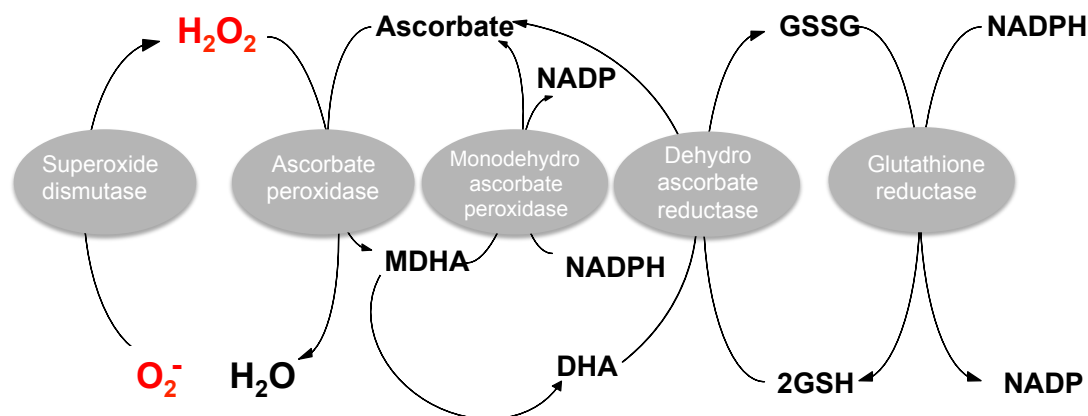 H₂O₂
Ascorbate
GSSG
NADPH
NADP
Superoxide
dismutase
Ascorbate
peroxidase
Monodehydro
ascorbate
peroxidase
Dehydro
ascorbate
reductase
Glutathione
reductase
MDHA
NADPH
O₂⁻
H₂O
DHA
2GSH
NADP